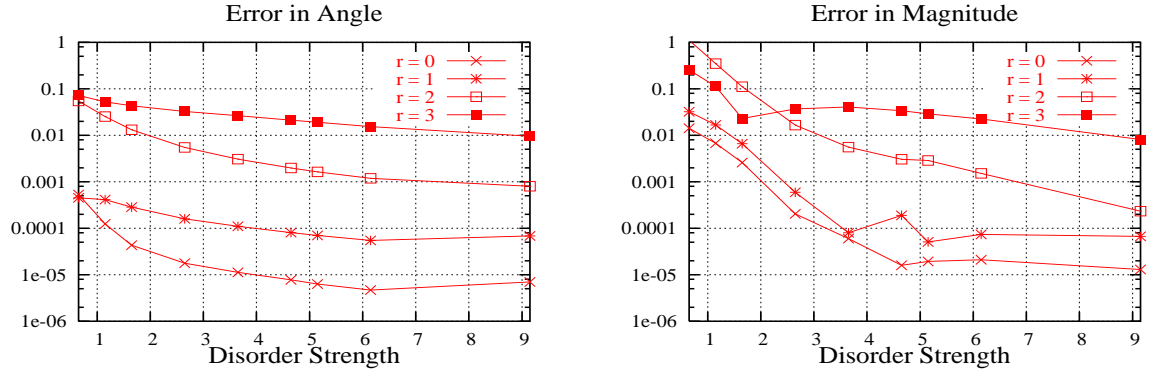 Error in Angle
1
0.1
0.01
0.001
0.0001
1e-05
1e-06
r = 0
r = 1
r = 2
r = 3
1 2 3 4 5 6 7 8 9
Disorder Strength
Error in Magnitude
1
0.1
0.01
0.001
0.0001
1e-05
1e-06
r = 0
r = 1
r = 2
r = 3
1 2 3 4 5 6 7 8 9
Disorder Strength